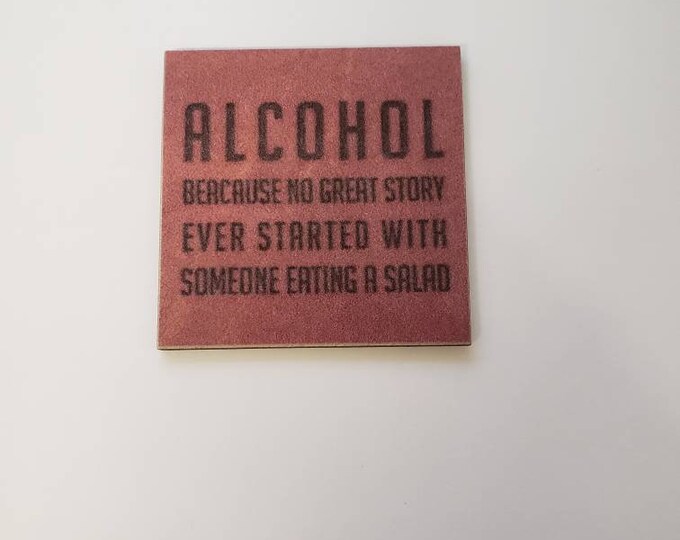 ALCOHOL
BEACAUSE NO GREAT STORY
EVER STARTED WITH
SOMEONE EATING A SALAD